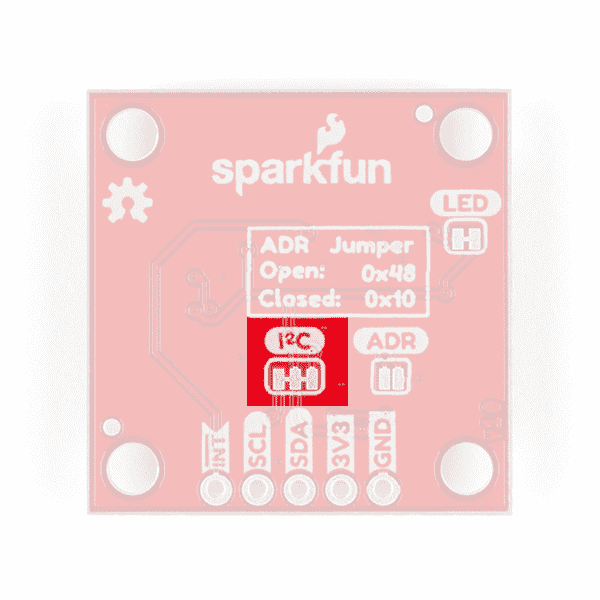 sparkfun
LED
ADR Jumper
Open: 0x48
Closed: 0x10
I²C
ADR
INT
SCL
SDA
3V3
GND